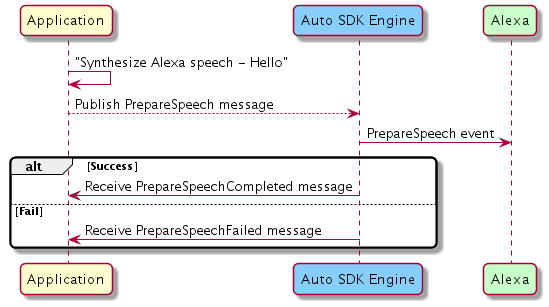 Application
Auto SDK Engine
Alexa
"Synthesize Alexa speech - Hello"
Publish PrepareSpeech message
PrepareSpeech event
alt
[Success]
Receive PrepareSpeechCompleted message
[Fail]
Receive PrepareSpeechFailed message
Application
Auto SDK Engine
Alexa